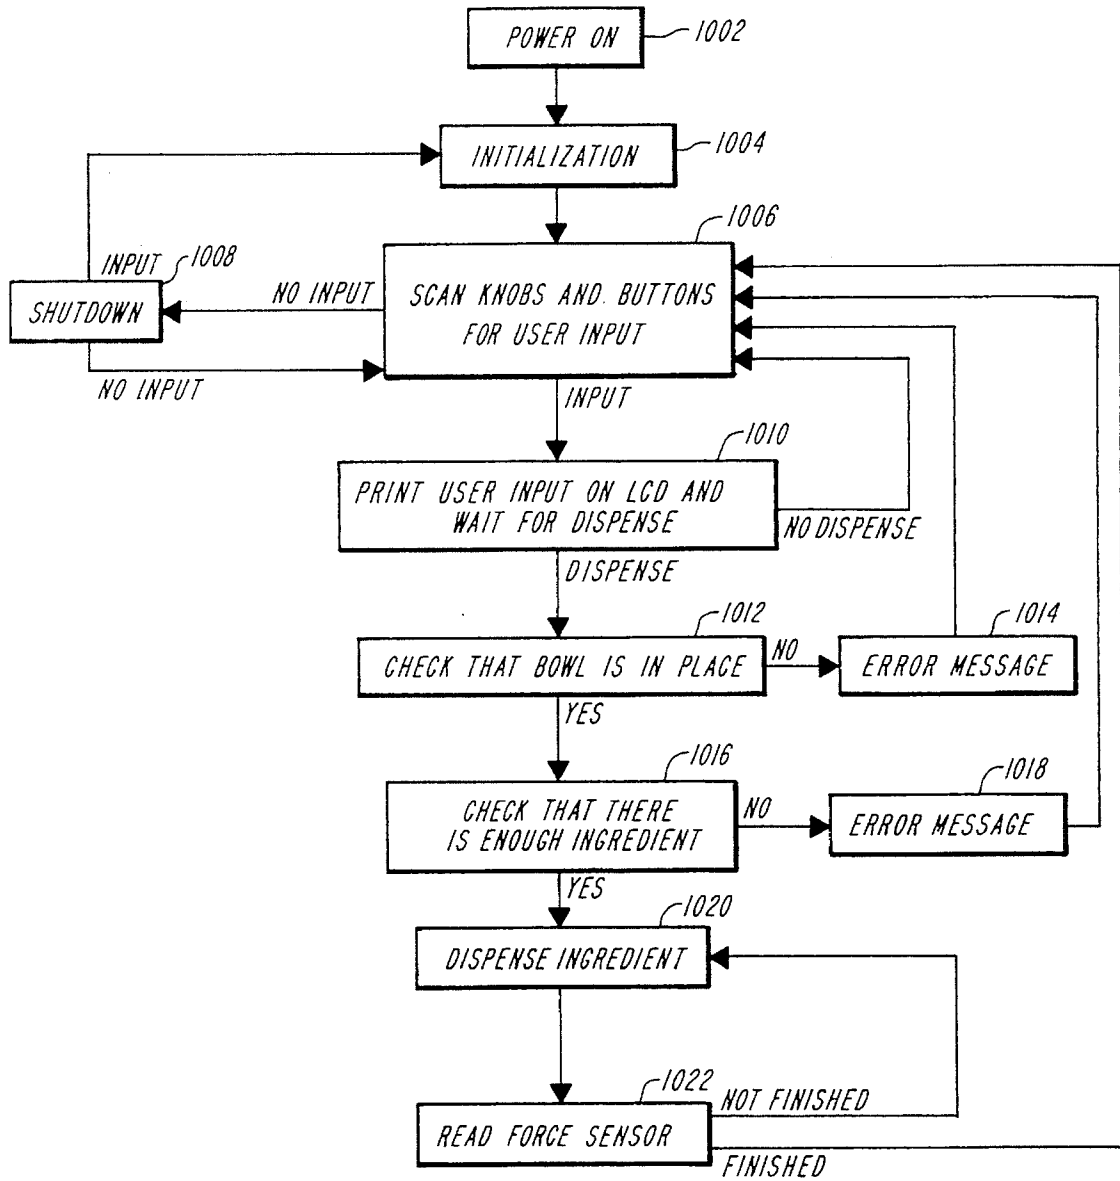 POWER ON
1002
INITIALIZATION
1004
1006
INPUT
1008
SHUTDOWN
NO INPUT
SCAN KNOBS AND. BUTTONS
FOR USER INPUT
NO INPUT
INPUT
1010
PRINT USER INPUT ON LCD AND
WAIT FOR DISPENSE
NO DISPENSE
DISPENSE
1012
CHECK THAT BOWL IS IN PLACE
NO
1014
ERROR MESSAGE
YES
1016
CHECK THAT THERE
IS ENOUGH INGREDIENT
NO
1018
ERROR MESSAGE
YES
1020
DISPENSE INGREDIENT
1022
READ FORCE SENSOR
NOT FINISHED
FINISHED